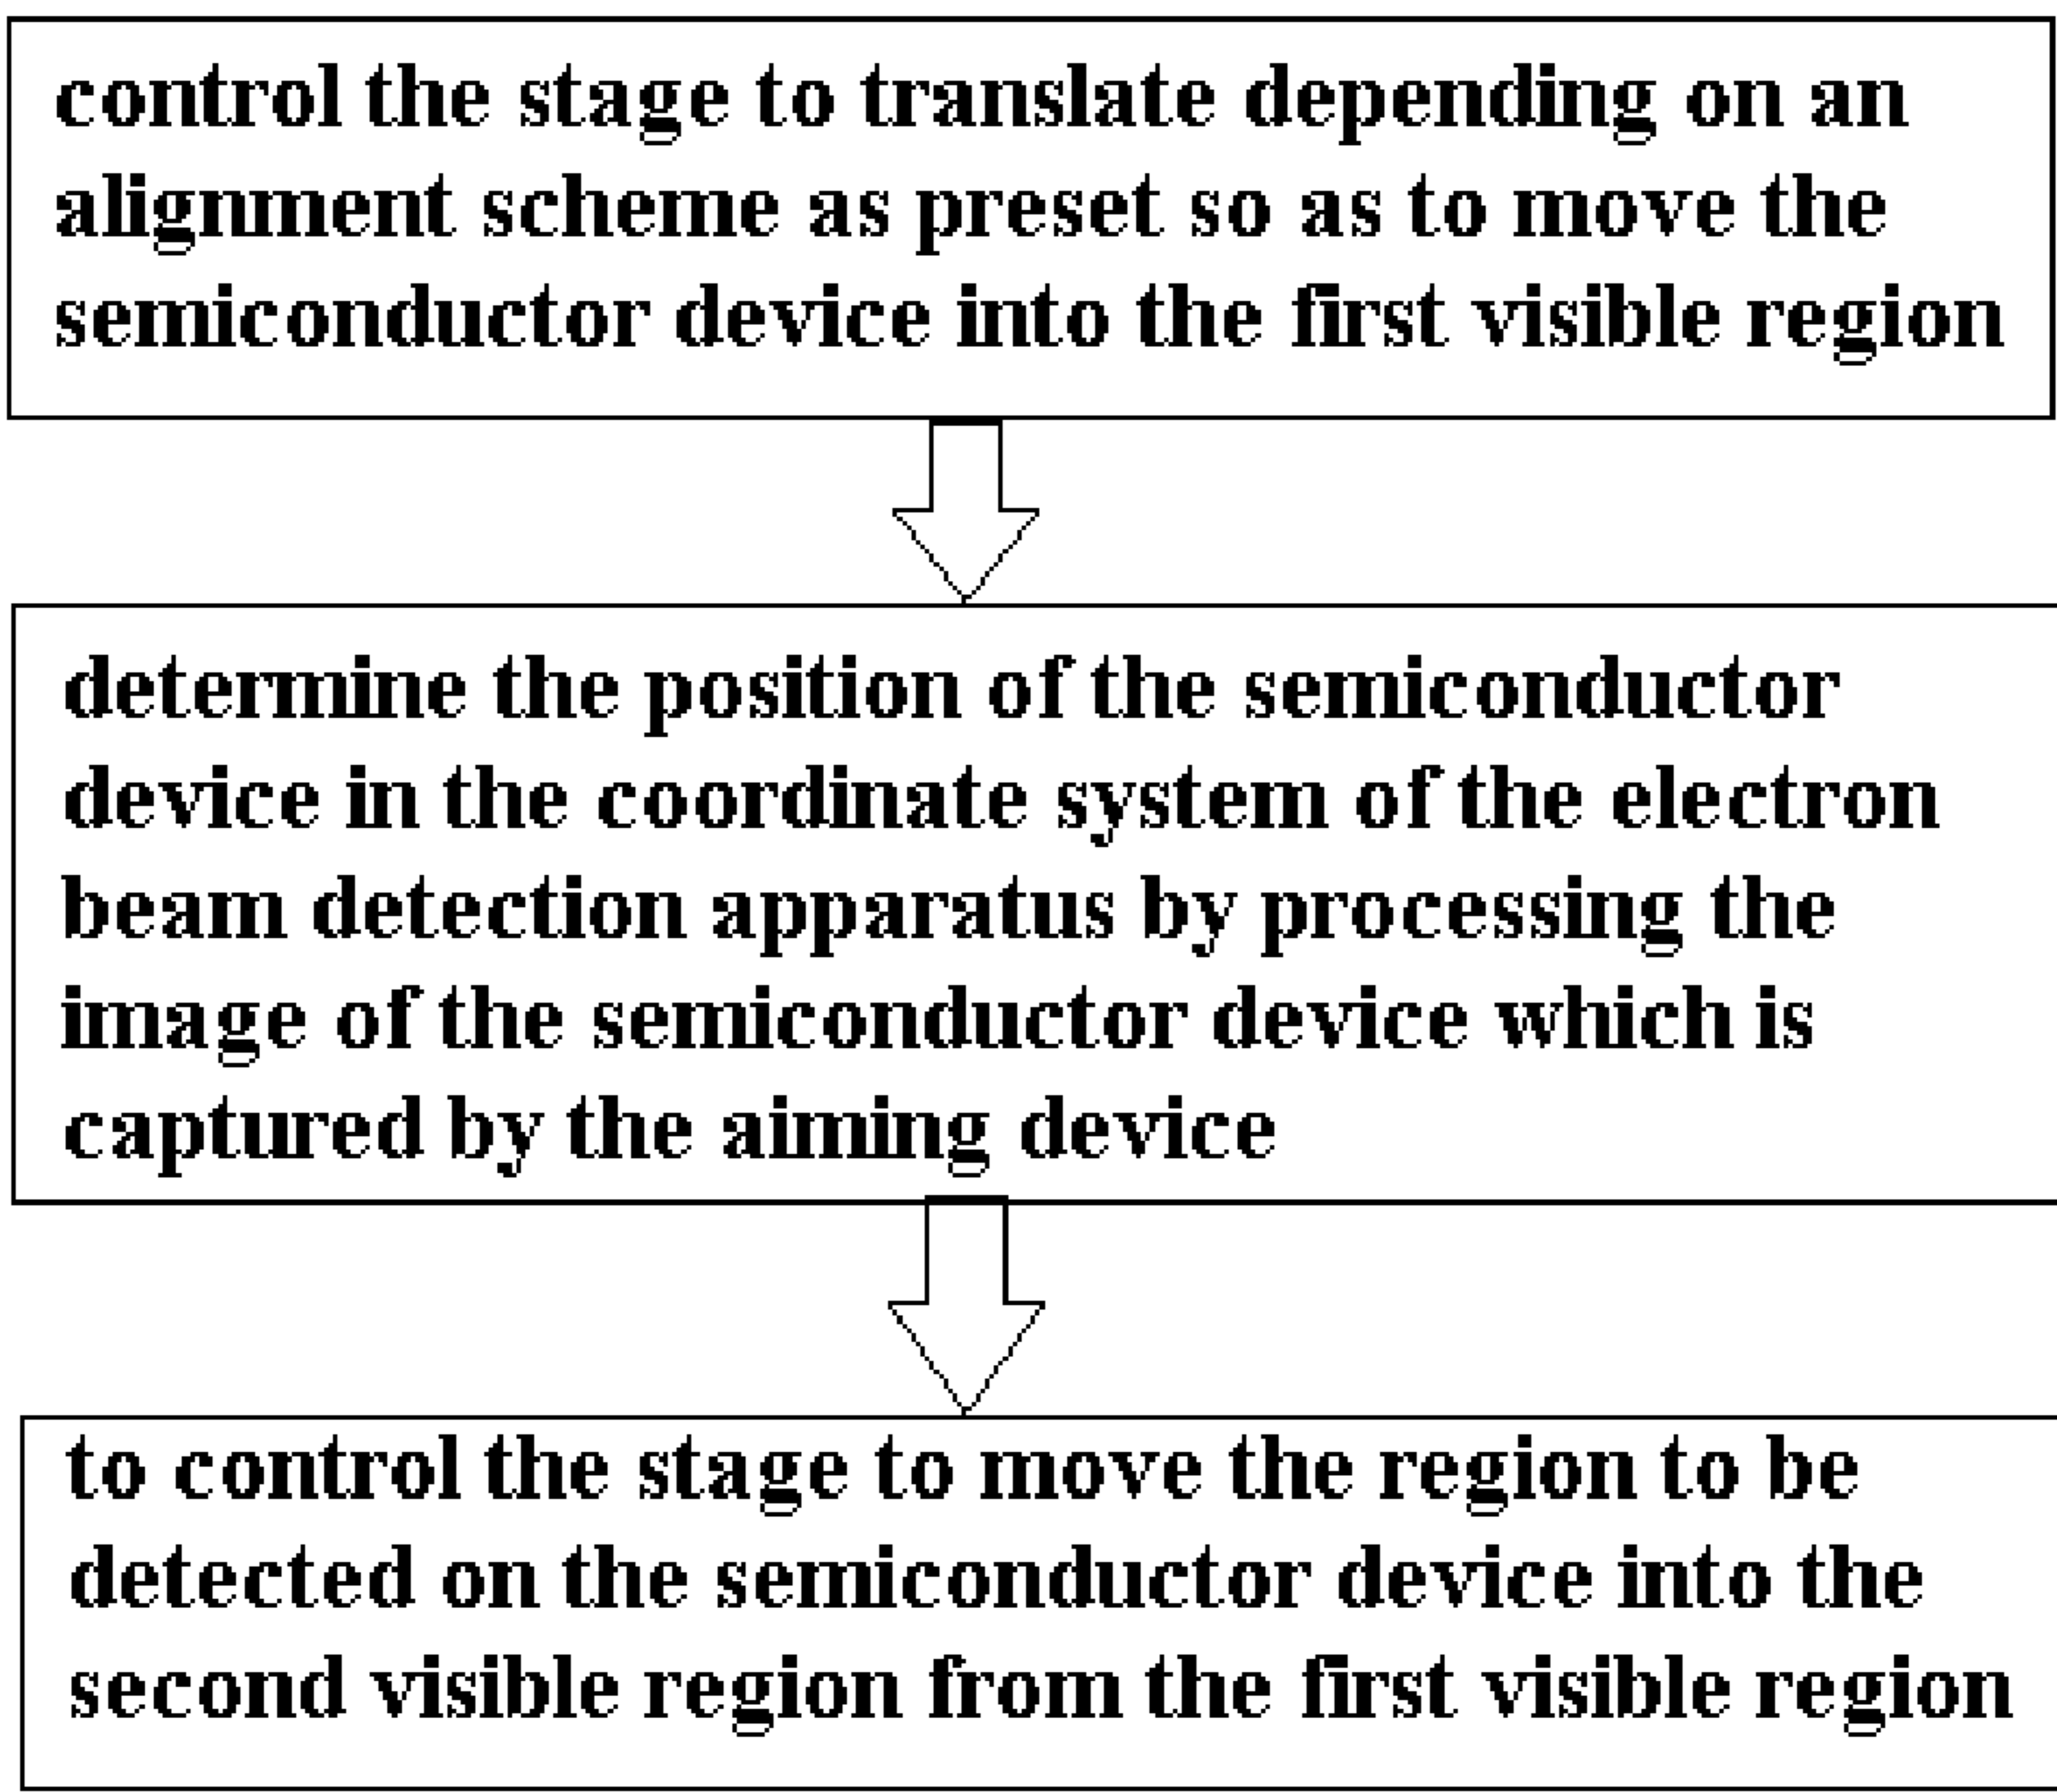 control the stage to translate depending on an
alignment scheme as preset so as to move the
semiconductor device into the first visible region
determine the position of the semiconductor
device in the coordinate system of the electron
beam detection apparatus by processing the
image of the semiconductor device which is
captured by the aiming device
to control the stage to move the region to be
detected on the semiconductor device into the
second visible region from the first visible region